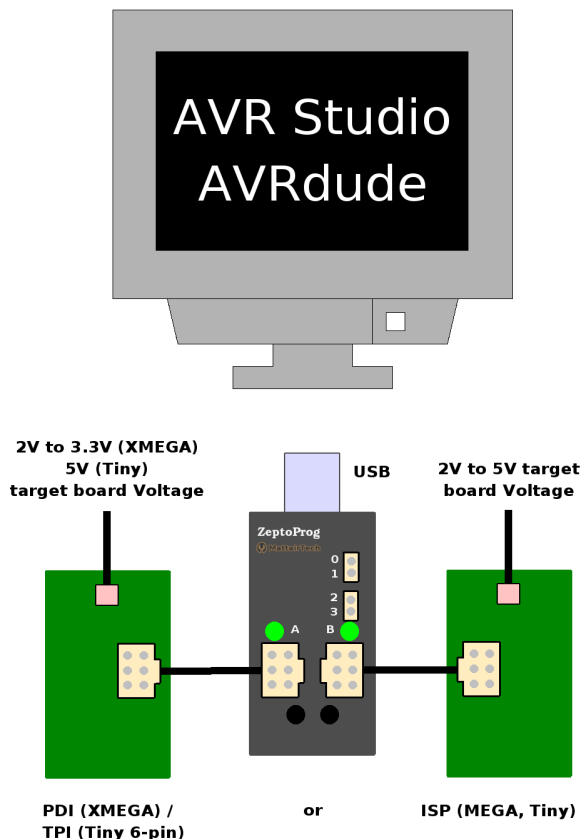 AVR Studio
AVRdude
2V to 3.3V (XMEGA)
5V (Tiny)
target board Voltage
USB
2V to 5V target
board Voltage
ZeptoProg
MattairTech
0
1
2
3
A
B
PDI (XMEGA) /
TPI (Tiny 6-pin)
or
ISP (MEGA, Tiny)